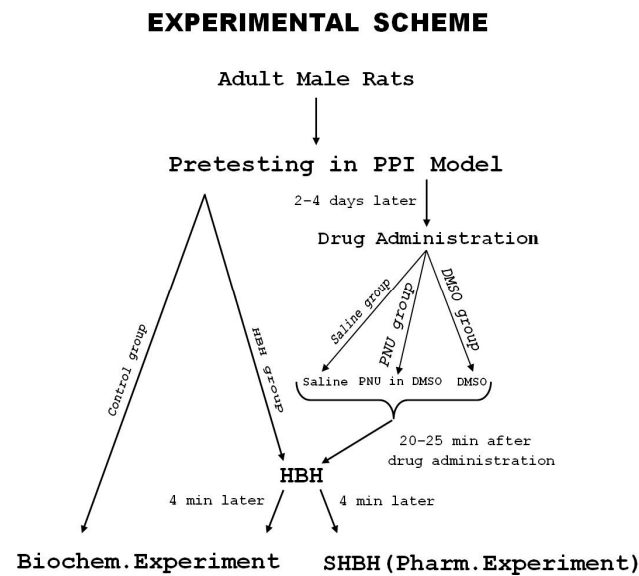 EXPERIMENTAL SCHEME
Adult Male Rats
Pretesting in PPI Model
2-4 days later
Drug Administration
Saline group
PNU group
DMSO group
Control group
HBH group
Saline PNU in DMSO DMSO
20-25 min after
drug administration
HBH
4 min later 4 min later
Biochem.Experiment SHBH(Pharm.Experiment)